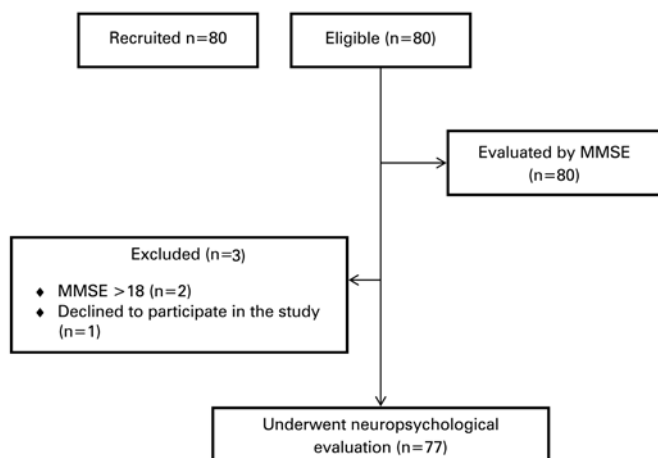 Recruited n=80
Eligible (n=80)
Evaluated by MMSE
(n=80)
Excluded (n=3)
♦ MMSE >18 (n=2)
♦ Declined to participate in the study
(n=1)
Underwent neuropsychological
evaluation (n=77)